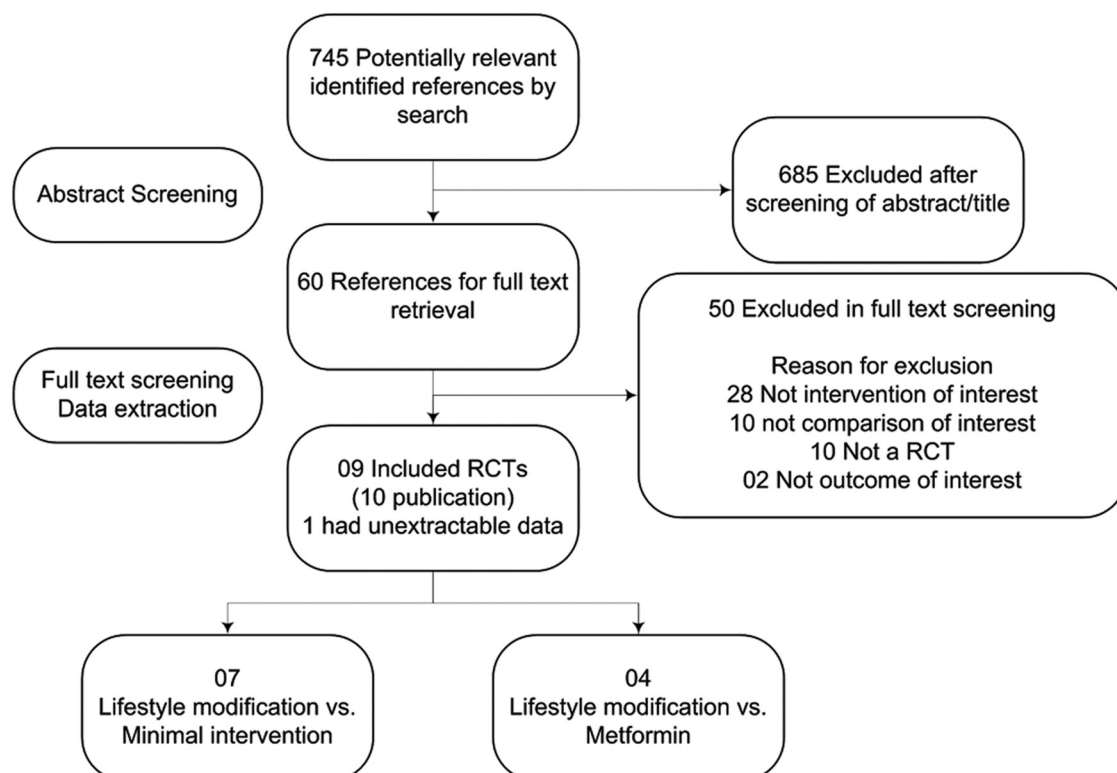 745 Potentially relevant
identified references by
search
Abstract Screening
685 Excluded after
screening of abstract/title
60 References for full text
retrieval
50 Excluded in full text screening
Reason for exclusion
28 Not intervention of interest
10 not comparison of interest
10 Not a RCT
02 Not outcome of interest
Full text screening
Data extraction
09 Included RCTs
(10 publication)
1 had unextractable data
07
Lifestyle modification vs.
Minimal intervention
04
Lifestyle modification vs.
Metformin